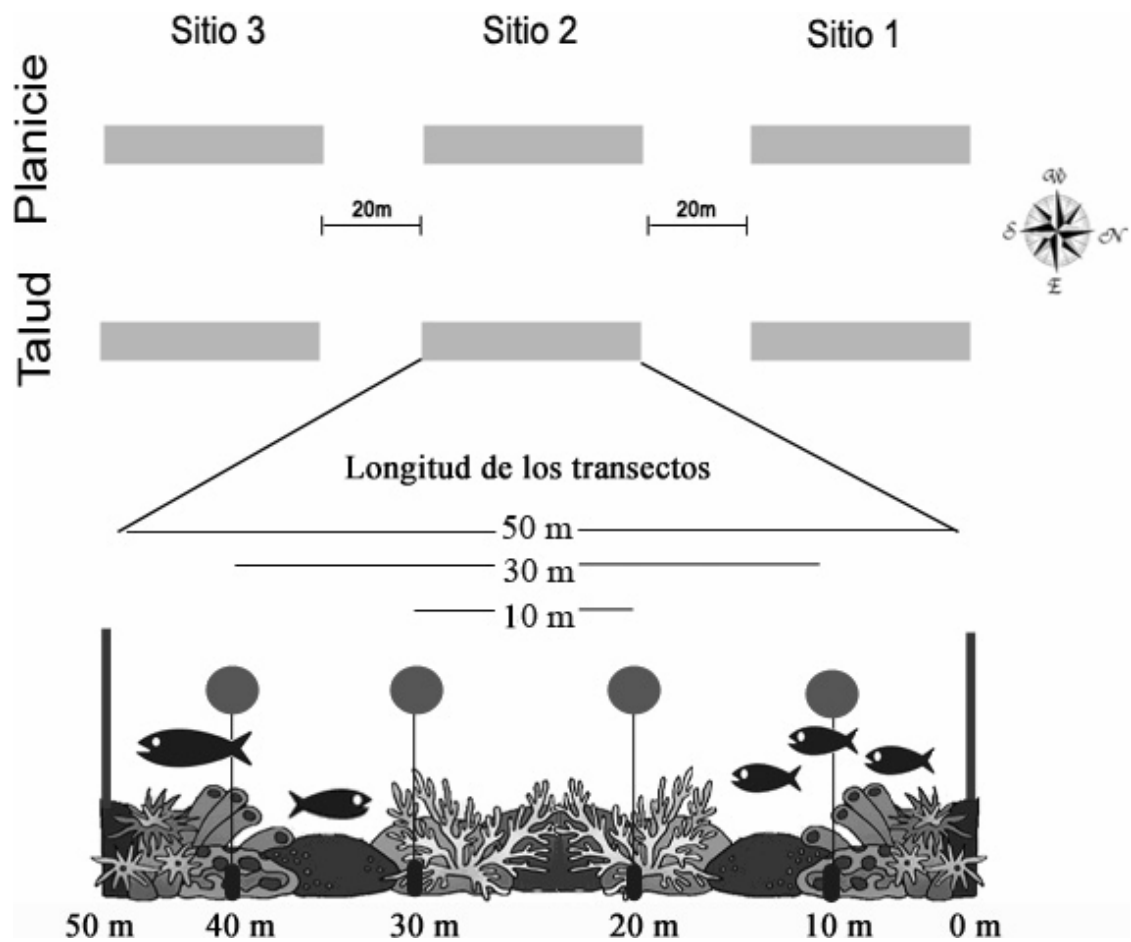 Sitio 3 Sitio 2 Sitio 1
Planicie
20m 20m
W
S N
E
Talud
Longitud de los transectos
50 m
30 m
10 m
50 m 40 m 30 m 20 m 10 m 0 m